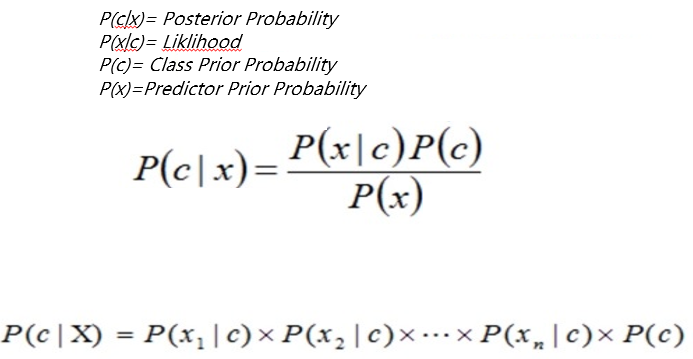 P(c|x)= Posterior Probability
P(x|c)= Liklihood
P(c)= Class Prior Probability
P(x)=Predictor Prior Probability
P(c|x)= P(x|c)P(c) / P(x)
P(c|X) = P(x₁|c)×P(x₂|c)×⋯×P(xₙ|c)×P(c)